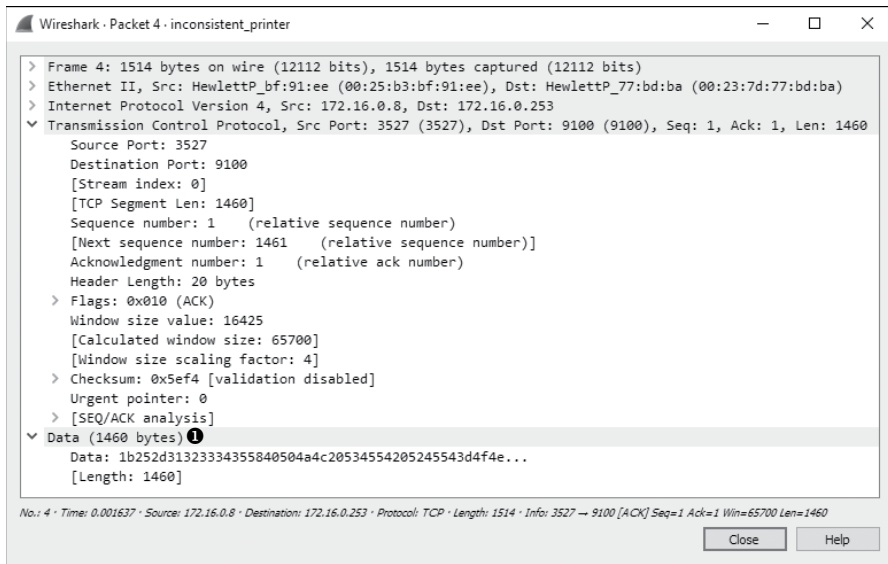 Wireshark · Packet 4 · inconsistent_printer
> Frame 4: 1514 bytes on wire (12112 bits), 1514 bytes captured (12112 bits)
> Ethernet II, Src: HewlettP_bf:91:ee (00:25:b3:bf:91:ee), Dst: HewlettP_77:bd:ba (00:23:7d:77:bd:ba)
> Internet Protocol Version 4, Src: 172.16.0.8, Dst: 172.16.0.253
Transmission Control Protocol, Src Port: 3527 (3527), Dst Port: 9100 (9100), Seq: 1, Ack: 1, Len: 1460
Source Port: 3527
Destination Port: 9100
[Stream index: 0]
[TCP Segment Len: 1460]
Sequence number: 1 (relative sequence number)
[Next sequence number: 1461 (relative sequence number)]
Acknowledgment number: 1 (relative ack number)
Header Length: 20 bytes
> Flags: 0x010 (ACK)
Window size value: 16425
[Calculated window size: 65700]
[Window size scaling factor: 4]
> Checksum: 0x5ef4 [validation disabled]
Urgent pointer: 0
> [SEQ/ACK analysis]
Data (1460 bytes) ❶
Data: 1b252d31323334355840504a4c20534554205245543d4f4e...
[Length: 1460]
No.: 4 · Time: 0.001637 · Source: 172.16.0.8 · Destination: 172.16.0.253 · Protocol: TCP · Length: 1514 · Info: 3527 → 9100 [ACK] Seq=1 Ack=1 Win=65700 Len=1460
Close Help